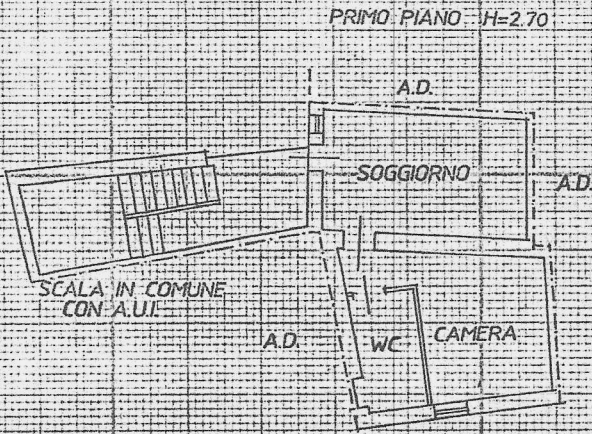 PRIMO PIANO H=2.70
A.D.
SOGGIORNO
A.D.
SCALA IN COMUNE
CON A.U.I.
A.D.
WC
CAMERA